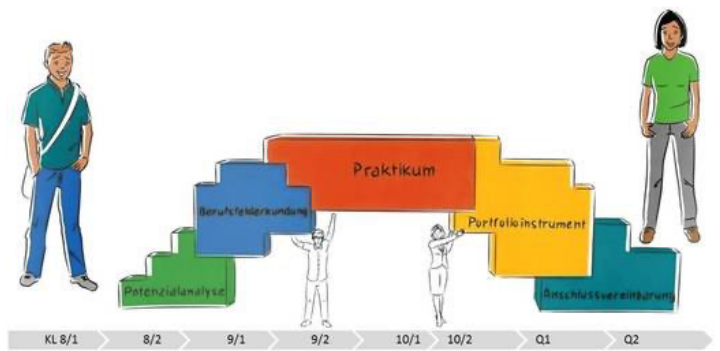 Praktikum
Berufsfelderkundung
Portfolioinstrument
Potenzialanalyse
Anschlussvereinbarung
KL 8/1 8/2 9/1 9/2 10/1 10/2 Q1 Q2